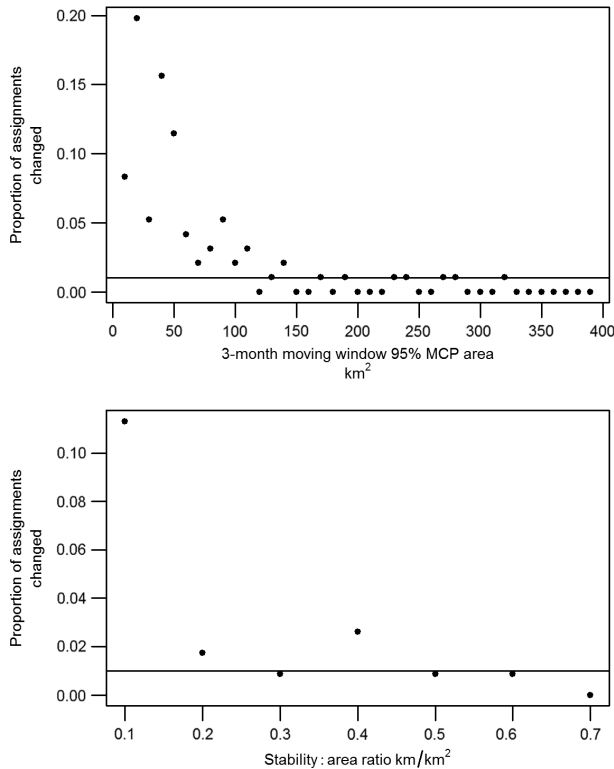 Proportion of assignments
changed
0.20
0.15
0.10
0.05
0.00
0 50 100 150 200 250 300 350 400
3-month moving window 95% MCP area
km²
Proportion of assignments
changed
0.10
0.08
0.06
0.04
0.02
0.00
0.1 0.2 0.3 0.4 0.5 0.6 0.7
Stability: area ratio km/km²